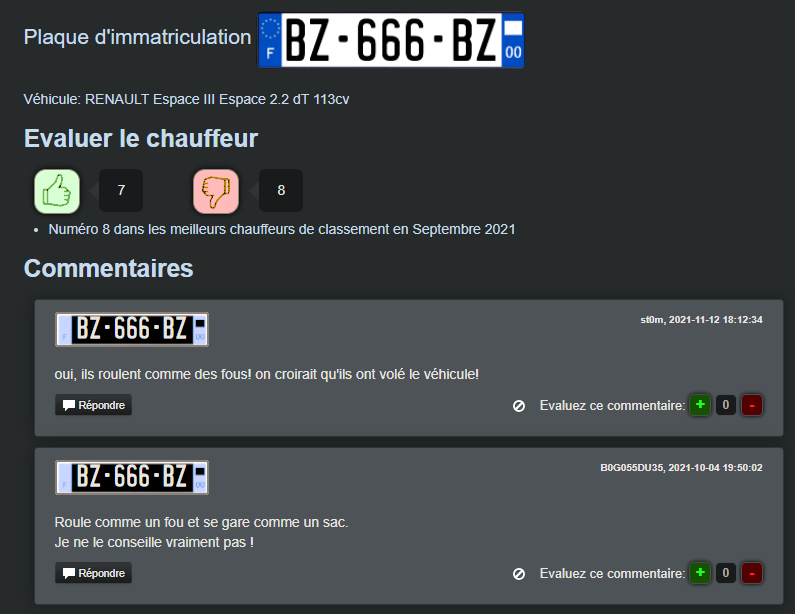 Plaque d'immatriculation
F BZ-666-BZ 00
Véhicule: RENAULT Espace III Espace 2.2 dT 113cv
Evaluer le chauffeur
7 8
• Numéro 8 dans les meilleurs chauffeurs de classement en Septembre 2021
Commentaires
F BZ-666-BZ 00 st0m, 2021-11-12 18:12:34
oui, ils roulent comme des fous! on croirait qu'ils ont volé le véhicule!
Répondre Evaluez ce commentaire: + 0 -
F BZ-666-BZ 00 B0G055DU35, 2021-10-04 19:50:02
Roule comme un fou et se gare comme un sac.
Je ne le conseille vraiment pas !
Répondre Evaluez ce commentaire: + 0 -